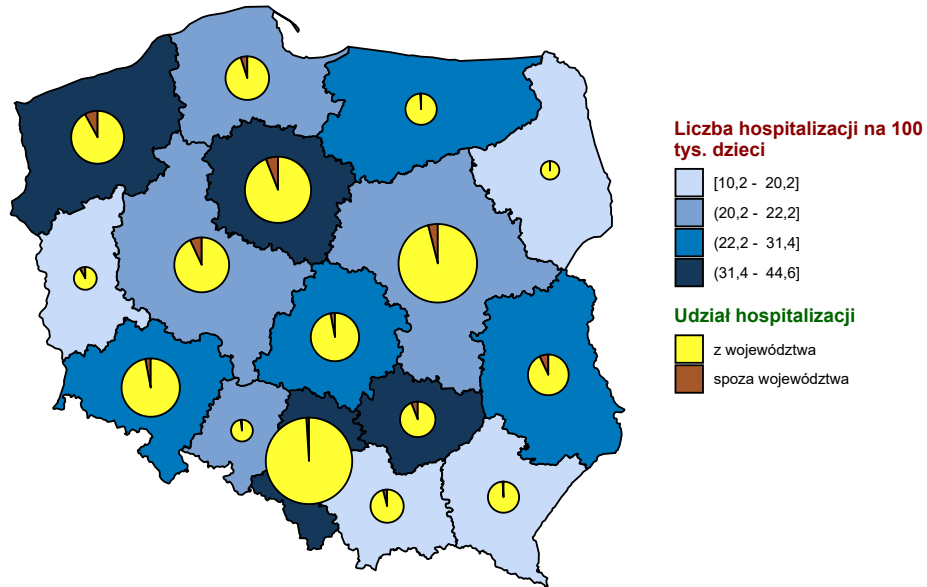 Liczba hospitalizacji na 100
tys. dzieci
[10,2 - 20,2]
(20,2 - 22,2]
(22,2 - 31,4]
(31,4 - 44,6]
Udział hospitalizacji
z województwa
spoza województwa